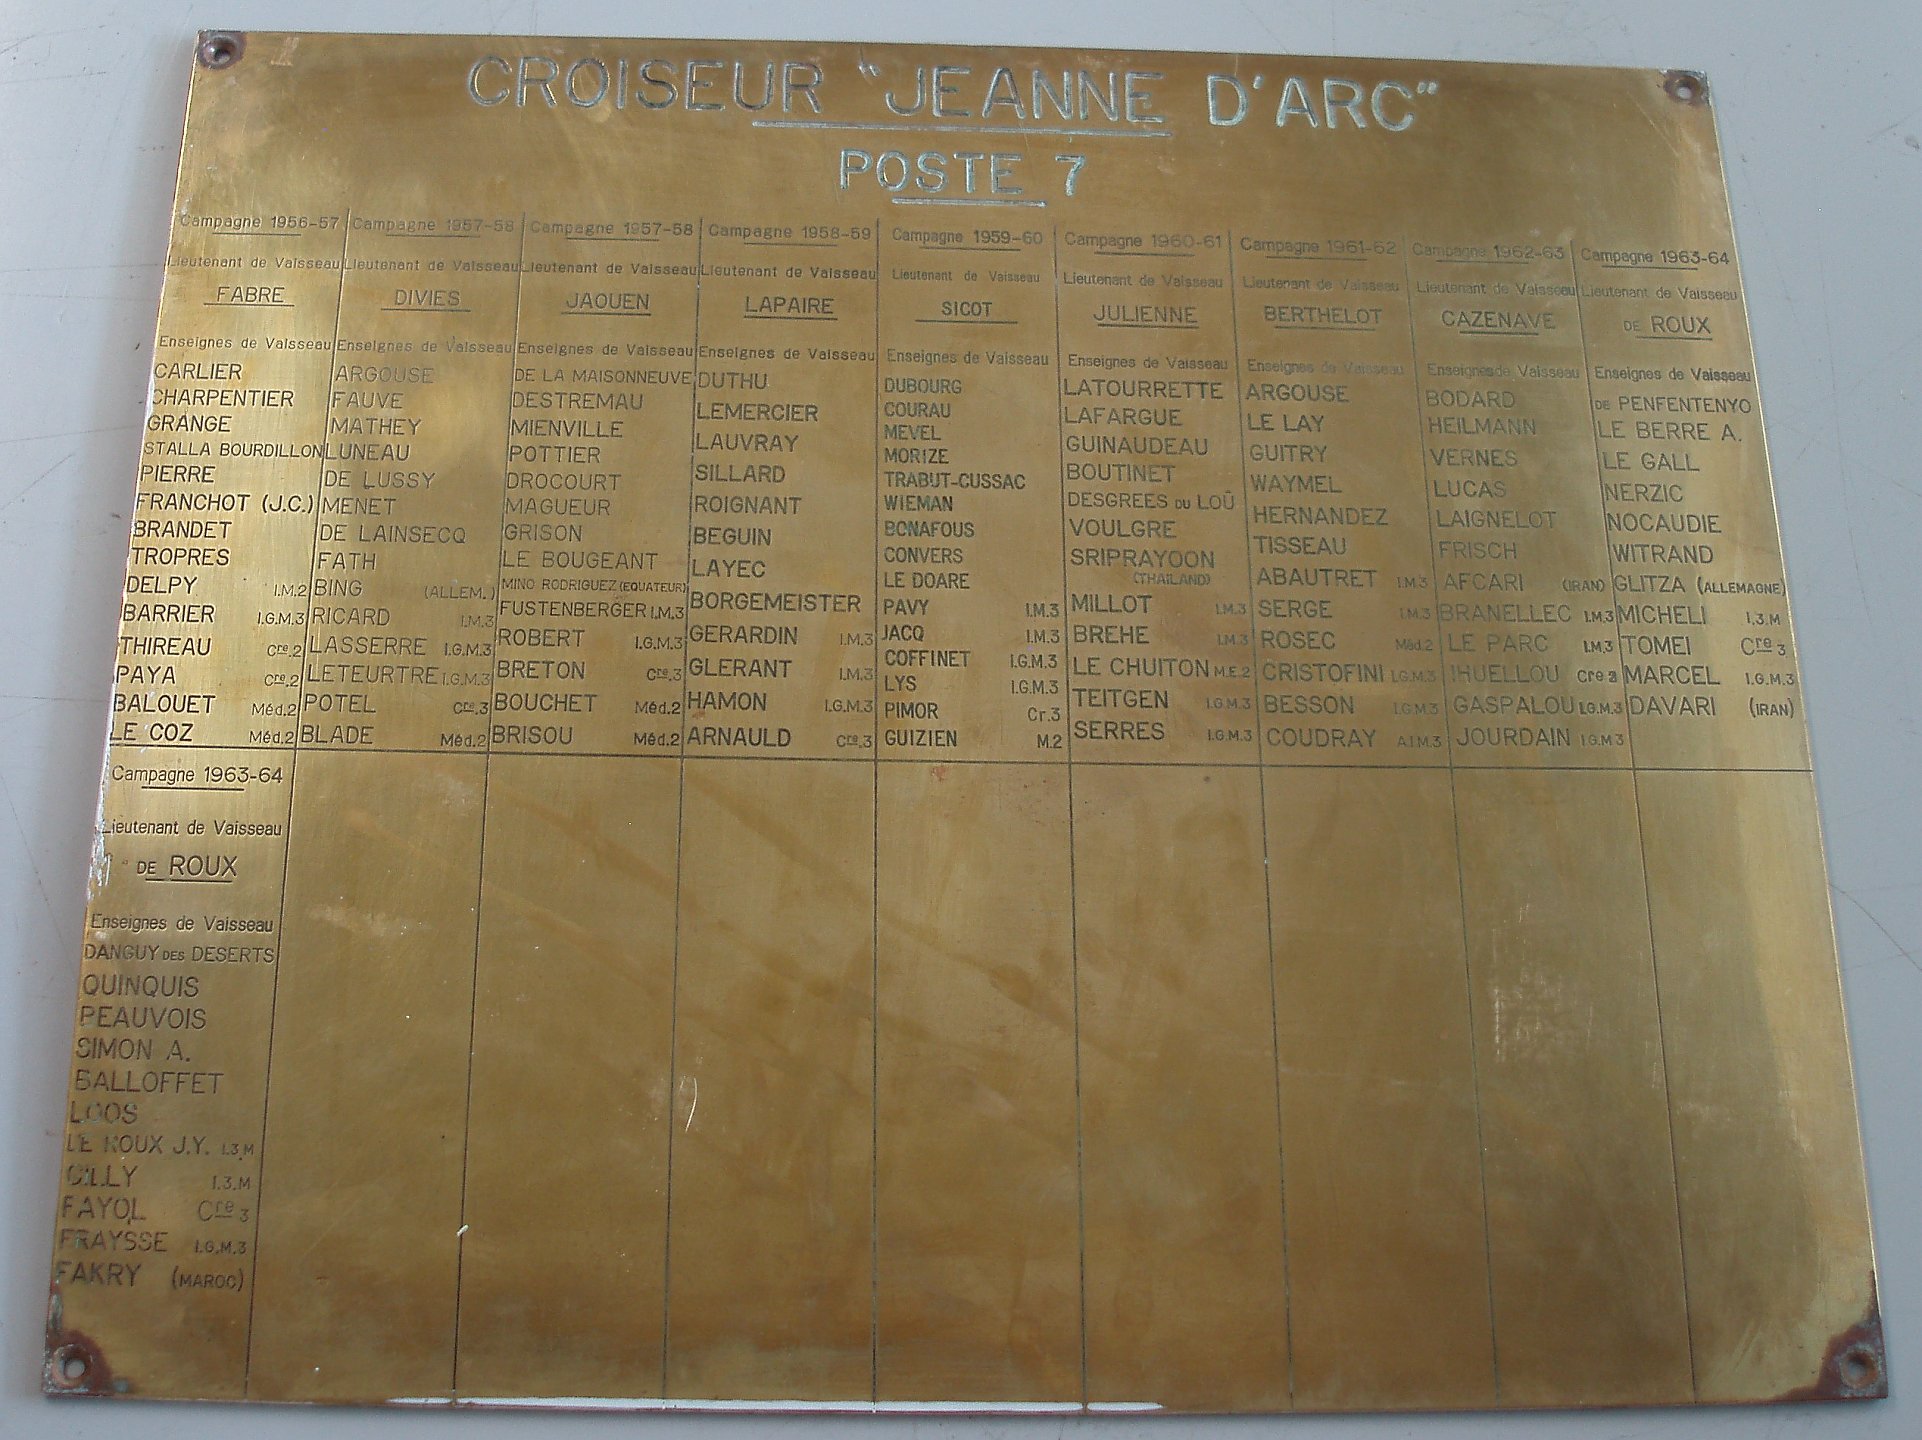 CROISEUR "JEANNE D'ARC"
POSTE 7
Campagne 1956-57
Lieutenant de Vaisseau
FABRE
Enseignes de Vaisseau
CARLIER
CHARPENTIER
GRANGE
STALLA BOURDILLON
PIERRE
FRANCHOT (J.C.)
BRANDET
TROPRES
DELPY I.M.2
BARRIER I.G.M.3
THIREAU Cre.2
PAYA Cre.2
BALOUET Méd.2
LE COZ Méd.2
Campagne 1957-58
Lieutenant de Vaisseau
DIVIES
Enseignes de Vaisseau
ARGOUSE
FAUVE
MATHEY
LUNEAU
DE LUSSY
MENET
DE LAINSECQ
FATH
BING (ALLEM.)
RICARD I.M.3
LASSERRE I.G.M.3
LETEURTRE I.G.M.3
POTEL Cre.3
BLADE Méd.2
Campagne 1957-58
Lieutenant de Vaisseau
JAOUEN
Enseignes de Vaisseau
DE LA MAISONNEUVE
DESTREMAU
MIENVILLE
POTTIER
DROCOURT
MAGUEUR
GRISON
LE BOUGEANT
MINO RODRIGUEZ (EQUATEUR)
FUSTENBERGER I.M.3
ROBERT I.G.M.3
BRETON Cre.3
BOUCHET Méd.2
BRISOU Méd.2
Campagne 1958-59
Lieutenant de Vaisseau
LAPAIRE
Enseignes de Vaisseau
DUTHU
LEMERCIER
LAUVRAY
SILLARD
ROIGNANT
BEGUIN
LAYEC
BORGEMEISTER
GERARDIN I.M.3
GLERANT I.M.3
HAMON I.G.M.3
ARNAULD Cre.3
Campagne 1959-60
Lieutenant de Vaisseau
SICOT
Enseignes de Vaisseau
DUBOURG
COURAU
MEVEL
MORIZE
TRABUT-CUSSAC
WIEMAN
BONAFOUS
CONVERS
LE DOARE
PAVY I.M.3
JACQ I.M.3
COFFINET I.G.M.3
LYS I.G.M.3
PIMOR Cr.3
GUIZIEN M.2
Campagne 1960-61
Lieutenant de Vaisseau
JULIENNE
Enseignes de Vaisseau
LATOURRETTE
LAFARGUE
GUINAUDEAU
BOUTINET
DESGREES DU LOÛ
VOULGRE
SRIPRAYOON
(THAILAND)
MILLOT I.M.3
BREHE I.M.3
LE CHUITON M.E.2
TEITGEN I.G.M.3
SERRES I.G.M.3
Campagne 1961-62
Lieutenant de Vaisseau
BERTHELOT
Enseignes de Vaisseau
ARGOUSE
LE LAY
GUITRY
WAYMEL
HERNANDEZ
TISSEAU
ABAUTRET I.M.3
SERGE I.M.3
ROSEC Méd.2
CRISTOFINI I.G.M.3
BESSON I.G.M.3
COUDRAY A.I.M.3
Campagne 1962-63
Lieutenant de Vaisseau
CAZENAVE
Enseignes de Vaisseau
BODARD
HEILMANN
VERNES
LUCAS
LAIGNELOT
FRISCH
AFCARI (IRAN)
BRANELLEC I.M.3
LE PARC I.M.3
IHUELLOU Cre 3
GASPALOU I.G.M.3
JOURDAIN I.G.M.3
Campagne 1963-64
Lieutenant de Vaisseau
DE ROUX
Enseignes de Vaisseau
DE PENFENTENYO
LE BERRE A.
LE GALL
NERZIC
NOCAUDIE
WITRAND
GLITZA (ALLEMAGNE)
MICHELI I.3.M
TOMEI Cre 3
MARCEL I.G.M.3
DAVARI (IRAN)
Campagne 1963-64
Lieutenant de Vaisseau
DE ROUX
Enseignes de Vaisseau
DANGUY DES DESERTS
QUINQUIS
PEAUVOIS
SIMON A.
BALLOFFET
LOOS
LE ROUX J.Y. I.3.M
I.3.M
FAYOL Cre 3
FRAYSSE I.G.M.3
FAKRY (MAROC)